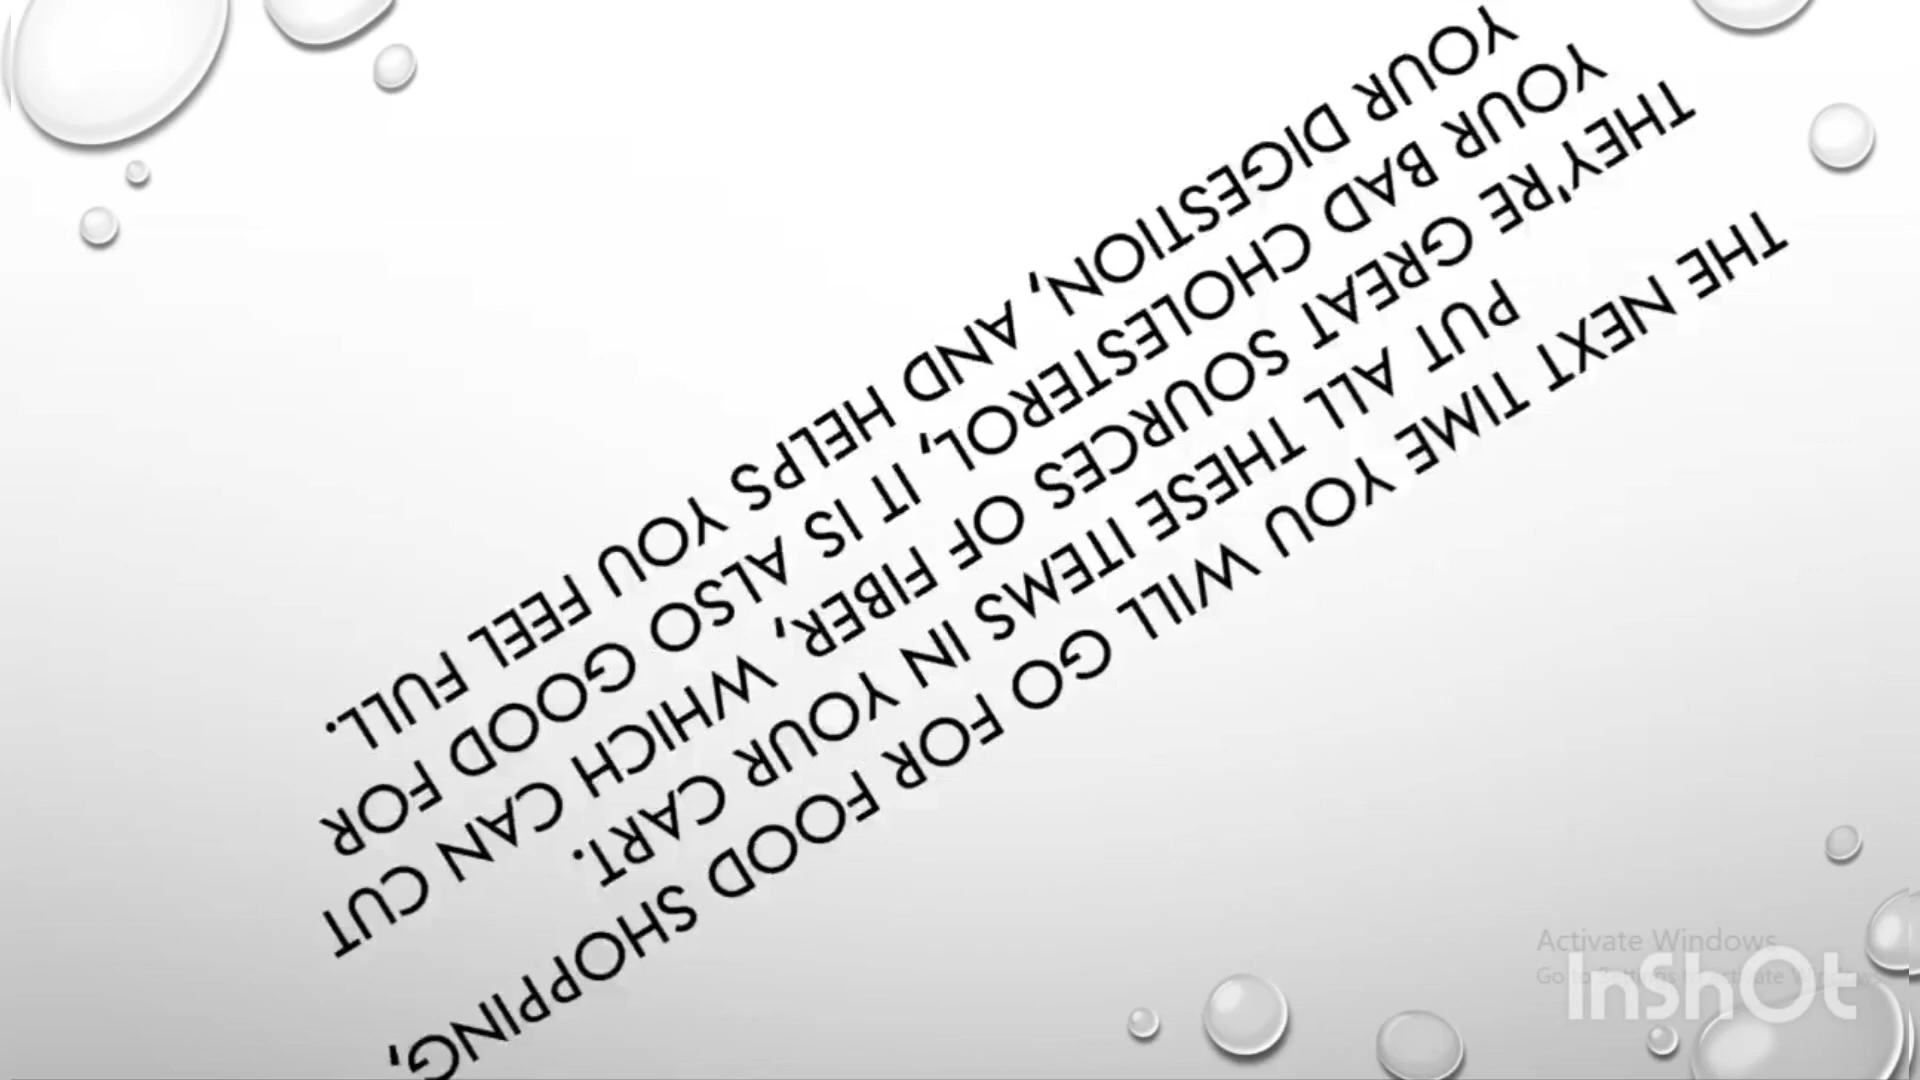 THE NEXT TIME YOU WILL GO FOR FOOD SHOPPING,
PUT ALL THESE ITEMS IN YOUR CART.
THEY'RE GREAT SOURCES OF FIBER, WHICH CAN CUT
YOUR BAD CHOLESTEROL, IT IS ALSO GOOD FOR
YOUR DIGESTION, AND HELPS YOU FEEL FULL.
Activate Windows
Go to
InShOt